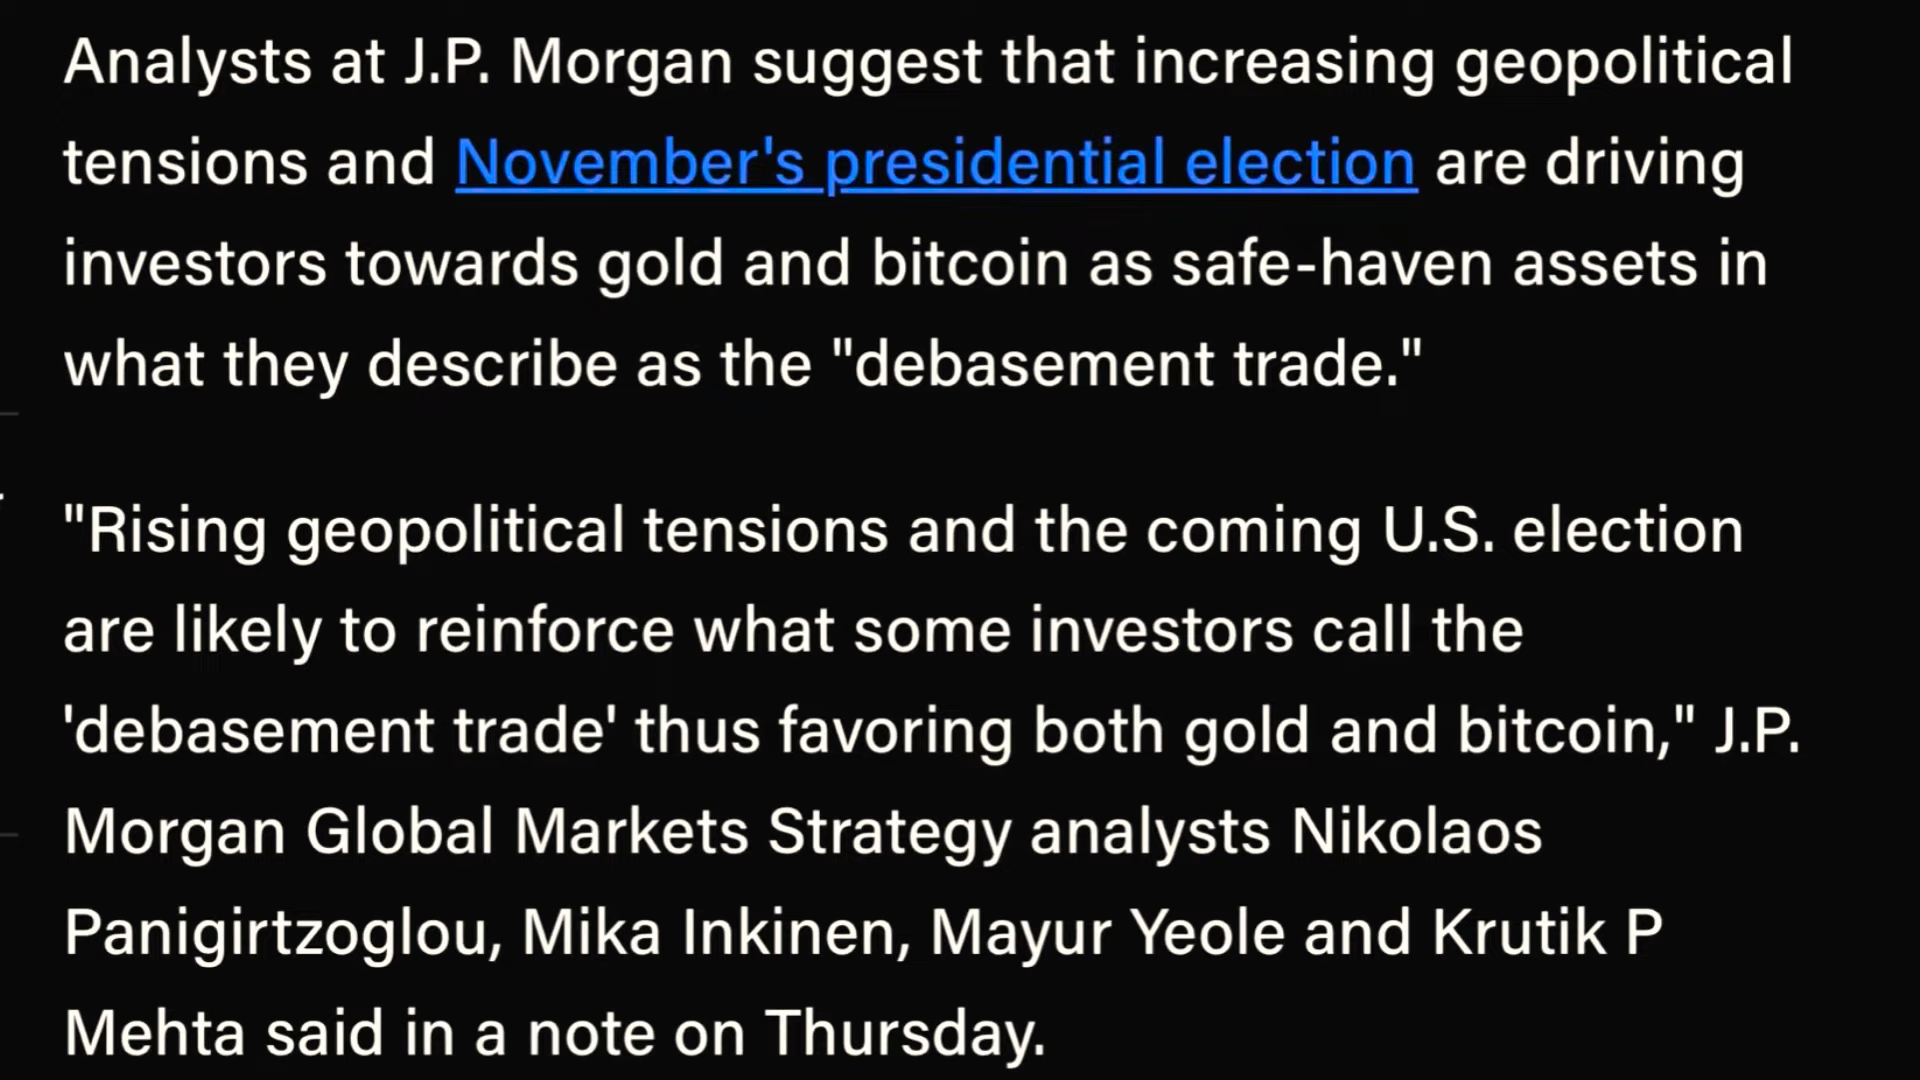 Analysts at J.P. Morgan suggest that increasing geopolitical
tensions and November's presidential election are driving
investors towards gold and bitcoin as safe-haven assets in
what they describe as the "debasement trade."
"Rising geopolitical tensions and the coming U.S. election
are likely to reinforce what some investors call the
'debasement trade' thus favoring both gold and bitcoin," J.P.
Morgan Global Markets Strategy analysts Nikolaos
Panigirtzoglou, Mika Inkinen, Mayur Yeole and Krutik P
Mehta said in a note on Thursday.